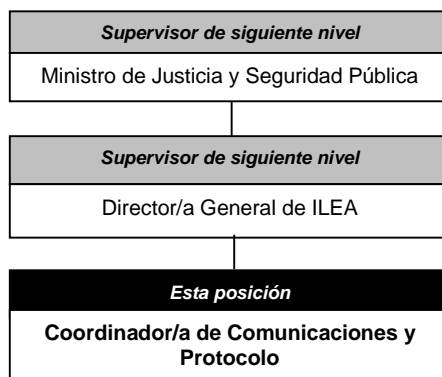 Supervisor de siguiente nivel
Ministro de Justicia y Seguridad Pública
Supervisor de siguiente nivel
Director/a General de ILEA
Esta posición
Coordinador/a de Comunicaciones y
Protocolo